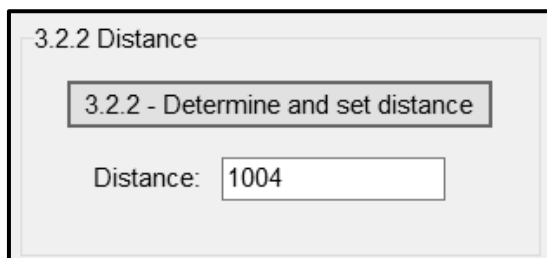 3.2.2 Distance
3.2.2 - Determine and set distance
Distance: 1004